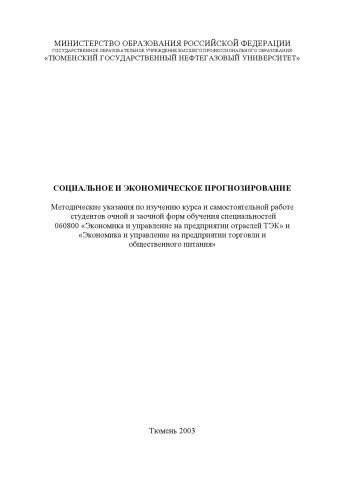 МИНИСТЕРСТВО ОБРАЗОВАНИЯ РОССИЙСКОЙ ФЕДЕРАЦИИ
ГОСУДАРСТВЕННОЕ ОБРАЗОВАТЕЛЬНОЕ УЧРЕЖДЕНИЕ ВЫСШЕГО ПРОФЕССИОНАЛЬНОГО ОБРАЗОВАНИЯ
«ТЮМЕНСКИЙ ГОСУДАРСТВЕННЫЙ НЕФТЕГАЗОВЫЙ УНИВЕРСИТЕТ»
СОЦИАЛЬНОЕ И ЭКОНОМИЧЕСКОЕ ПРОГНОЗИРОВАНИЕ
Методические указания по изучению курса и самостоятельной работе
студентов очной и заочной форм обучения специальностей
060800 «Экономика и управление на предприятии отраслей ТЭК» и
«Экономика и управление на предприятии торговли и
общественного питания»
Тюмень 2003